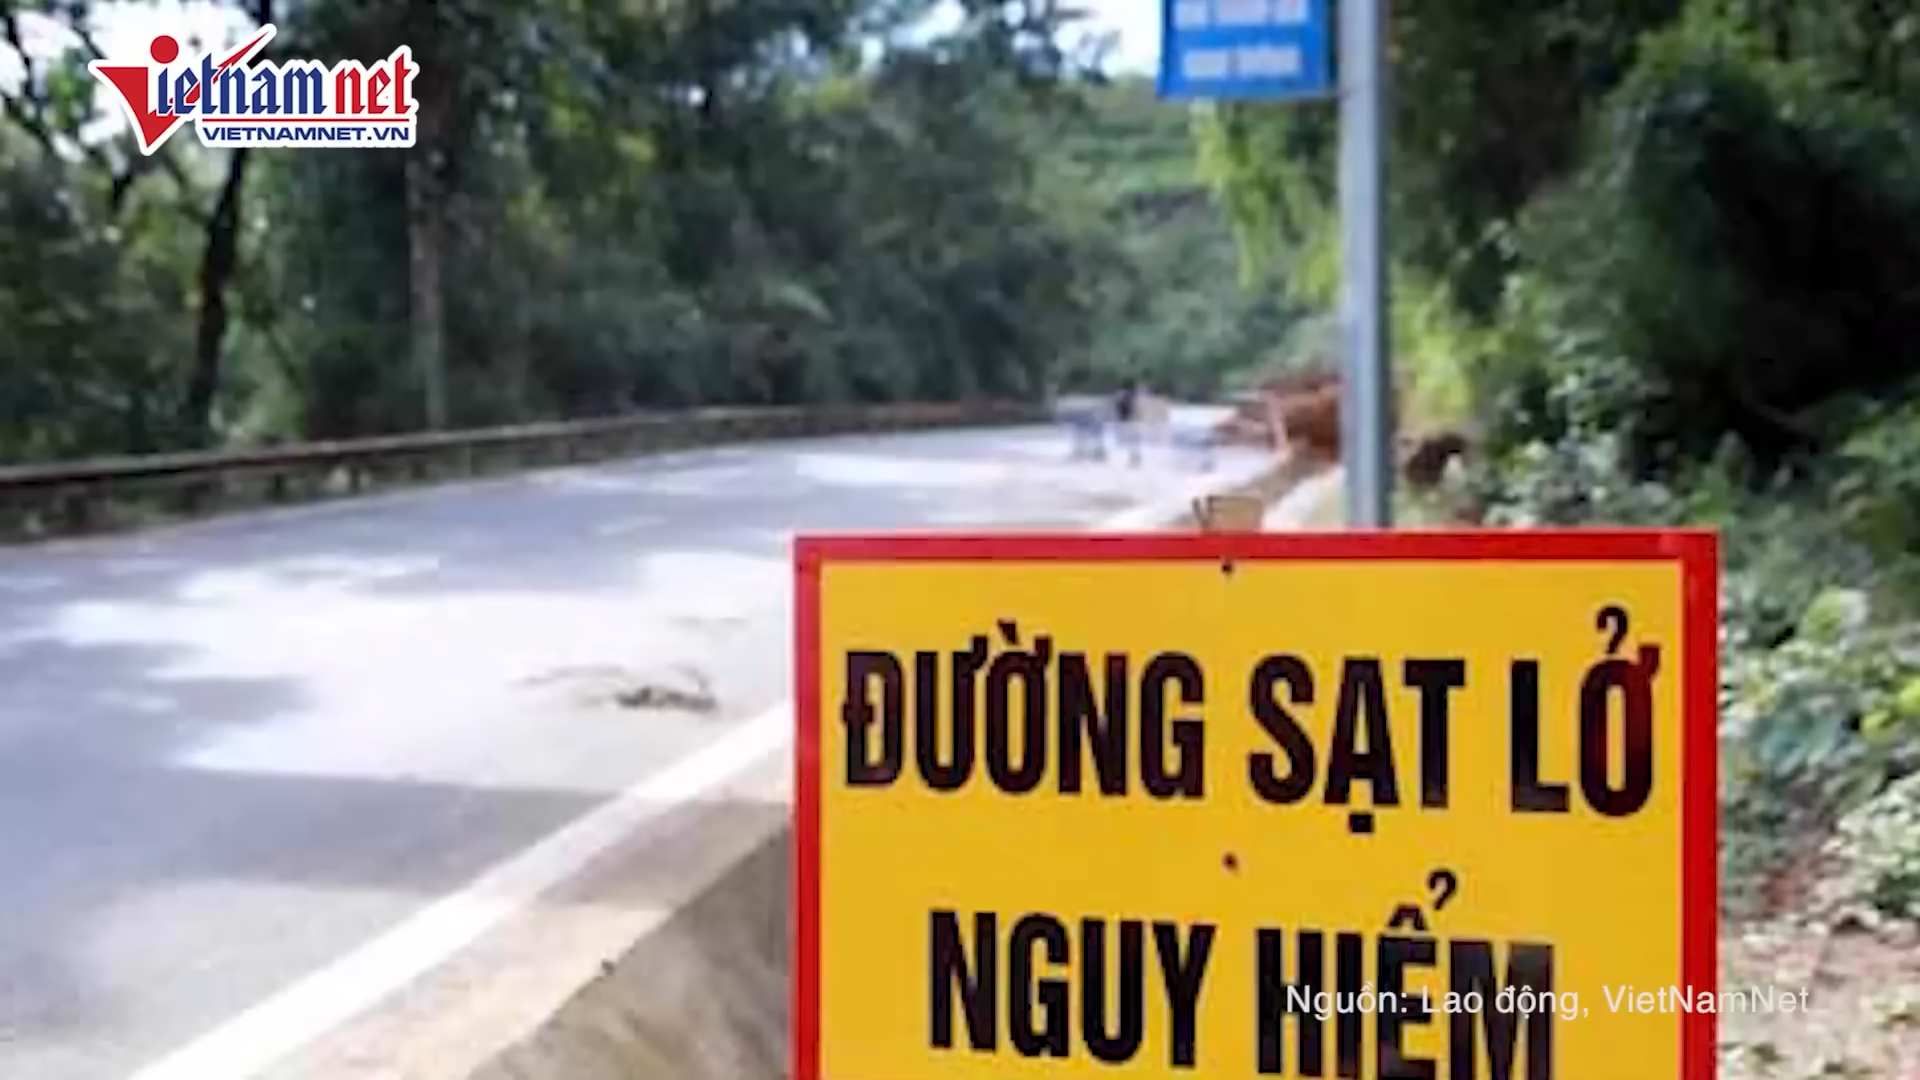 Vietnamnet
VIETNAMNET.VN
ĐƯỜNG SẠT LỞ
NGUY HIỂM
Nguồn: Lao động, VietNamNet